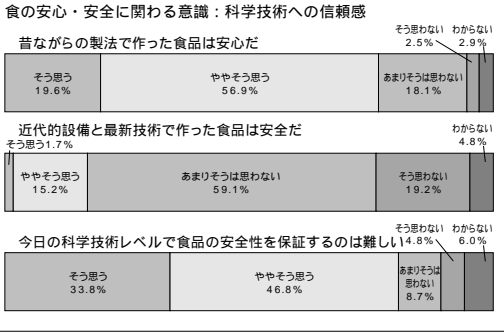 食の安心・安全に関わる意識：科学技術への信頼感
昔ながらの製法で作った食品は安心だ
そう思わない わからない
2.5% 2.9%
そう思う ややそう思う あまりそうは思わない
19.6% 56.9% 18.1%
近代的設備と最新技術で作った食品は安全だ
わからない
そう思う1.7% 4.8%
ややそう思う あまりそうは思わない そう思わない
15.2% 59.1% 19.2%
そう思わない わからない
今日の科学技術レベルで食品の安全性を保証するのは難しい 4.8% 6.0%
そう思う ややそう思う あまりそうは
思わない
33.8% 46.8% 8.7%